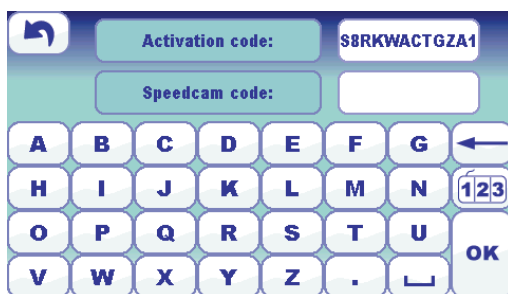 Activation code: S8RKWACTGZA1
Speedcam code:
A B C D E F G
H I J K L M N 123
O P Q R S T U
OK
V W X Y Z .